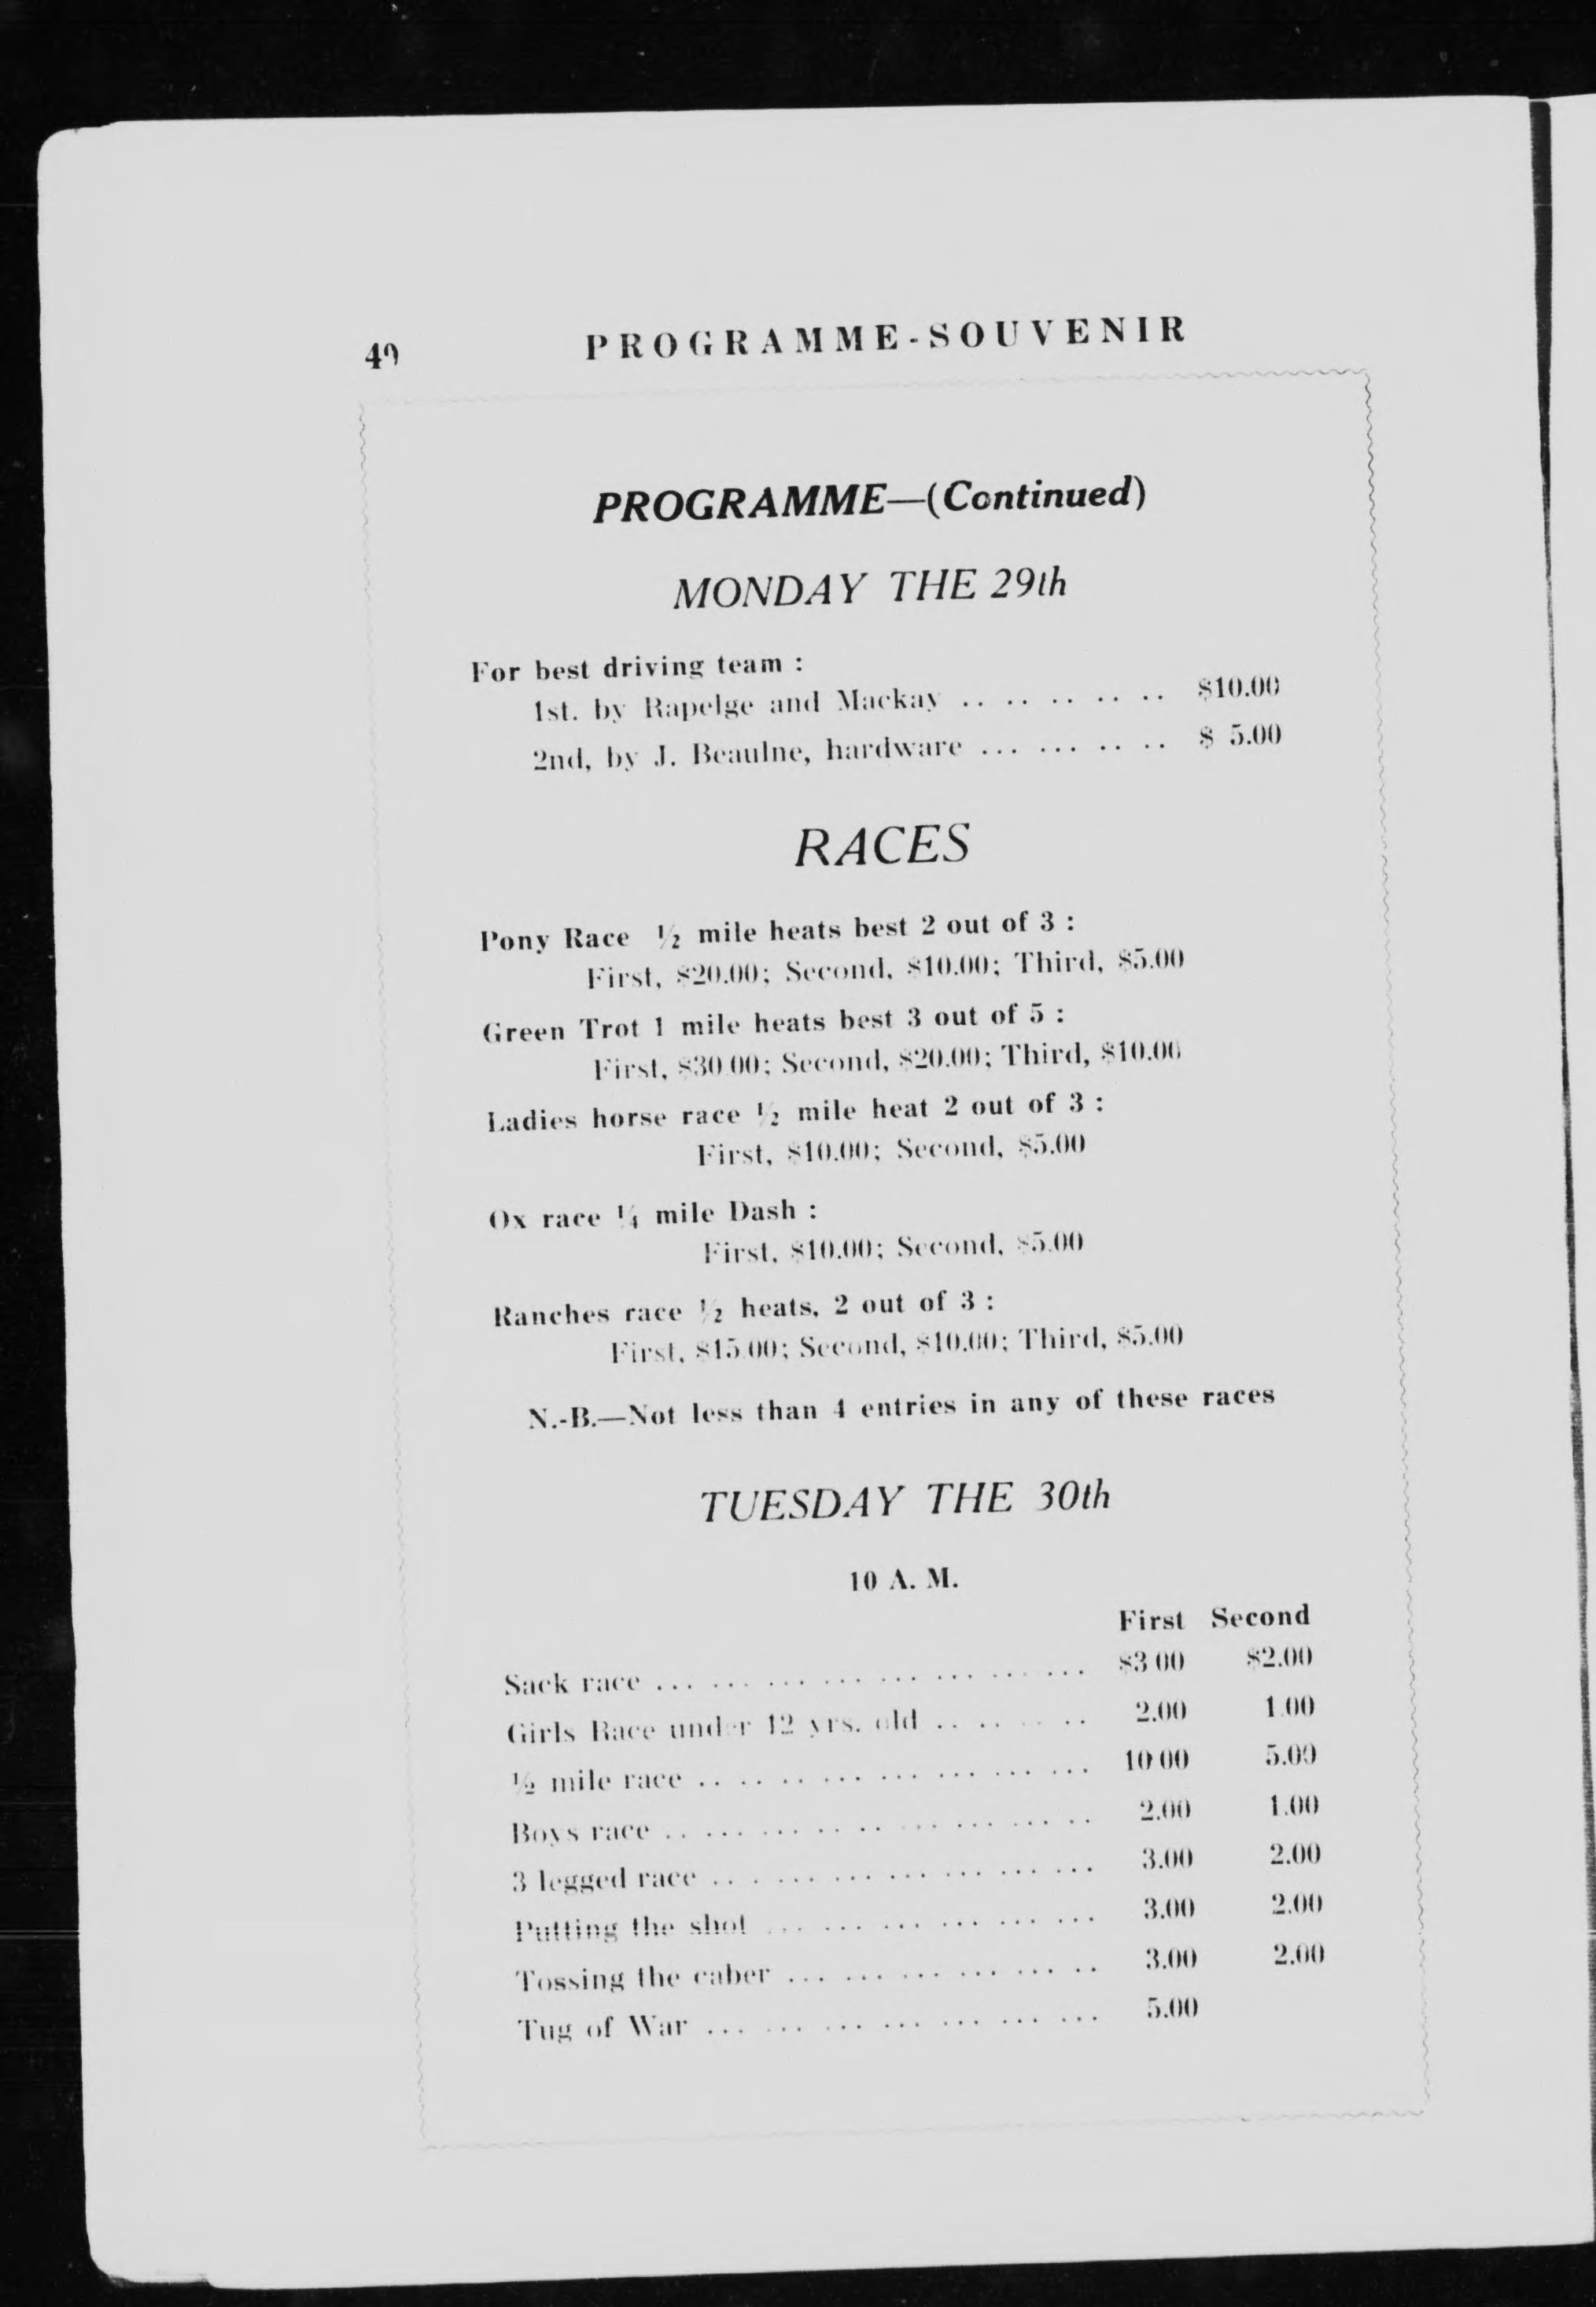 40 PROGRAMME-SOUVENIR
PROGRAMME—(Continued)
MONDAY THE 29th
For best driving team :
1st. by Rapelge and Mackay .. .. .. .. .. $10.00
2nd, by J. Beaulne, hardware ... ... .. .. $ 5.00
RACES
Pony Race ½ mile heats best 2 out of 3 :
First, $20.00; Second, $10.00; Third, $5.00
Green Trot 1 mile heats best 3 out of 5 :
First, $30.00; Second, $20.00; Third, $10.00
Ladies horse race ½ mile heat 2 out of 3 :
First, $10.00; Second, $5.00
Ox race ¼ mile Dash :
First, $10.00; Second, $5.00
Ranches race ½ heats, 2 out of 3 :
First, $15.00; Second, $10.00; Third, $5.00
N.-B.—Not less than 4 entries in any of these races
TUESDAY THE 30th
10 A. M.
First Second
Sack race ... ... ... ... ... ... ... ... $3 00 $2.00
Girls Race under 12 yrs. old .. .. .. .. .. 2.00 1.00
½ mile race .. .. .. ... ... ... ... ... 10 00 5.00
Boys race .. ... ... .. .. ... ... ... .. 2.00 1.00
3 legged race .. . ... ... ... ... ... ... 3.00 2.00
Putting the shot ... ... ... ... ... ... 3.00 2.00
Tossing the caber ... ... ... ... ... .. 3.00 2.00
Tug of War ... ... ... ... ... ... ... 5.00